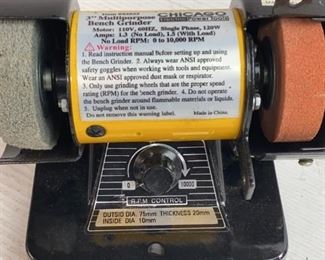 CHICAGO
3" Multipurpose
Bench Grinder
Electric Power Tools
Motor: 110V, 60HZ, Single Phase, 120W
Amps: 1.3 (No Load), 1.5 (With Load)
No Load RPM: 0 to 10,000 RPM
Warning:
1. Read instruction manual before setting up and using
the Bench Grinder. 2. Always wear ANSI approved
safety goggles when working with tools and equipment.
Wear an ANSI approved dust mask or respirator.
3. Only use grinding wheels that are the proper speed
rating (RPM) for the bench grinder. 4. Do not operate
the bench grinder around flammable materials or liquids.
5. Unplug when not in use.
Do not remove this warning label. Made in China.
0 10000
R.P.M CONTROL
OUTSID DIA. 75mm THICKNESS 20mm
INSIDE DIA 10mm